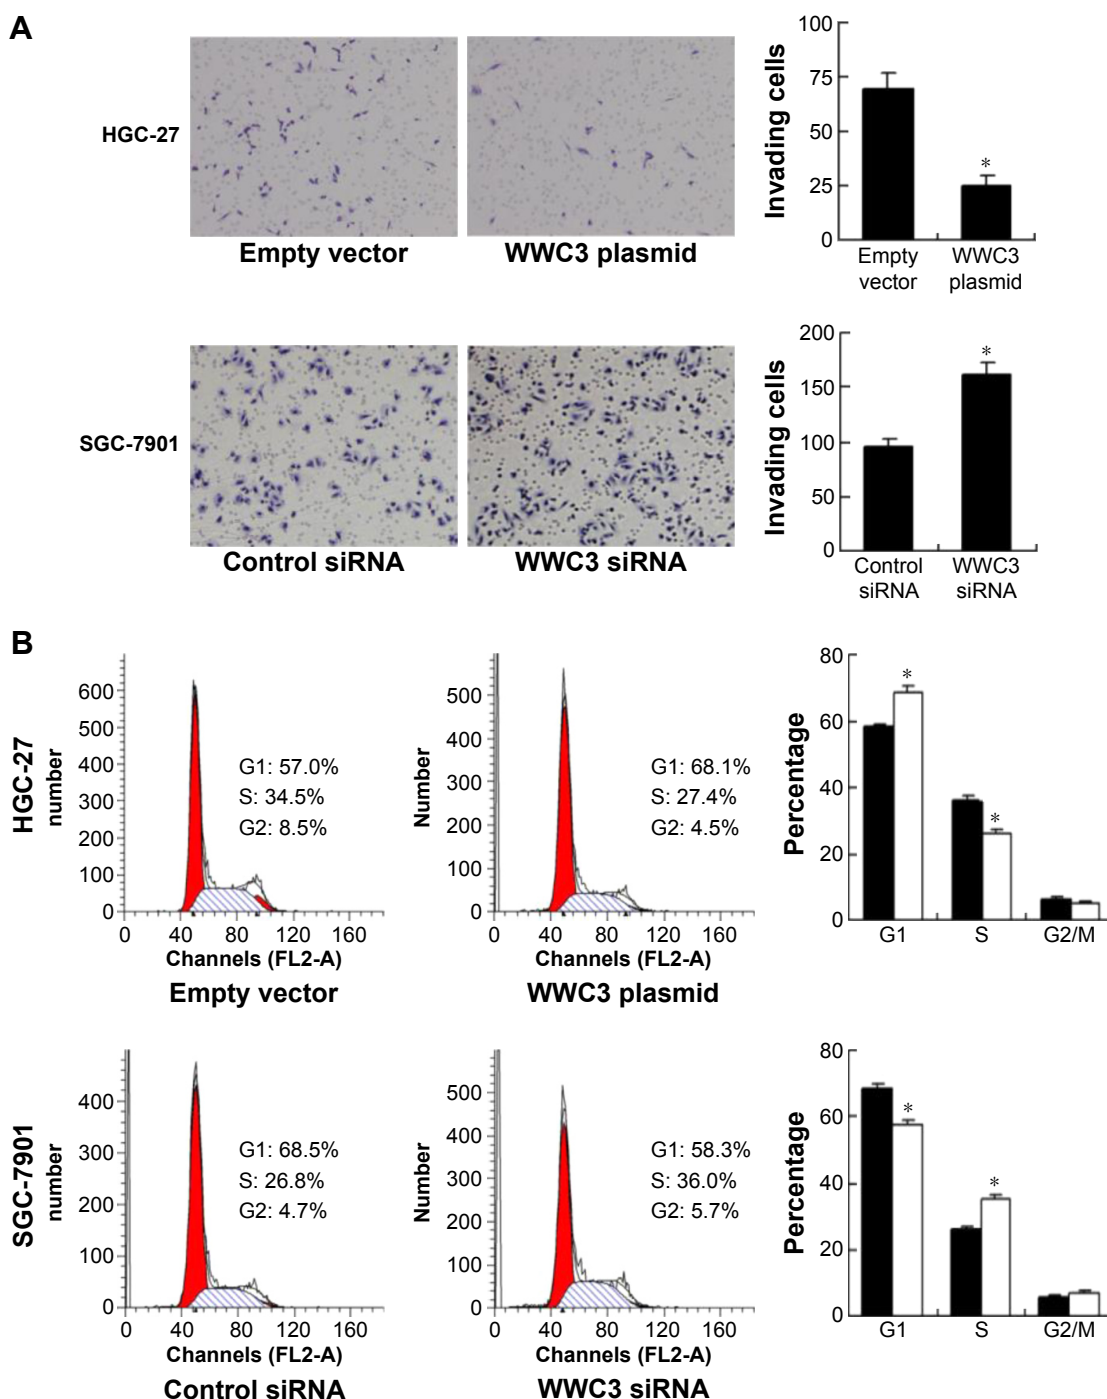 A
HGC-27
Empty vector
WWC3 plasmid
Invading cells
100
75
50
25
0
*
Empty
vector
WWC3
plasmid
SGC-7901
Control siRNA
WWC3 siRNA
Invading cells
200
150
100
50
0
*
Control
siRNA
WWC3
siRNA
B
HGC-27
number
600
500
400
300
200
100
0
G1: 57.0%
S: 34.5%
G2: 8.5%
0 40 80 120 160
Channels (FL2-A)
Empty vector
Number
500
400
300
200
100
0
G1: 68.1%
S: 27.4%
G2: 4.5%
0 40 80 120 160
Channels (FL2-A)
WWC3 plasmid
Percentage
80
60
40
20
0
*
*
G1 S G2/M
SGC-7901
number
400
300
200
100
0
G1: 68.5%
S: 26.8%
G2: 4.7%
0 40 80 120 160
Channels (FL2-A)
Control siRNA
Number
500
400
300
200
100
0
G1: 58.3%
S: 36.0%
G2: 5.7%
0 40 80 120 160
Channels (FL2-A)
WWC3 siRNA
Percentage
80
60
40
20
0
*
*
G1 S G2/M